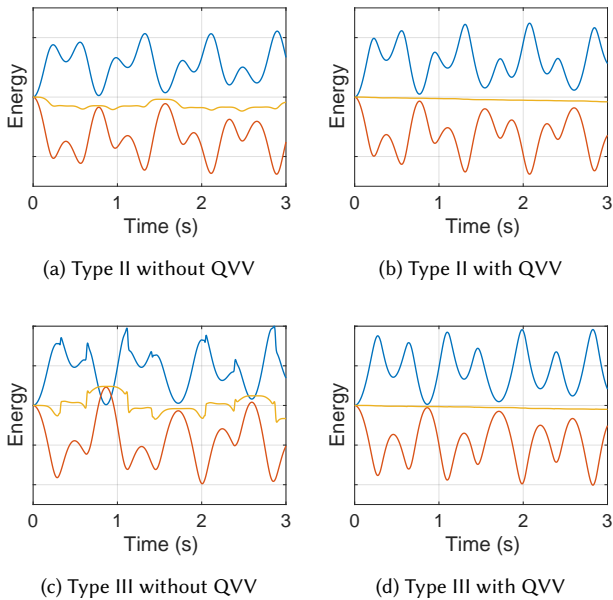 Energy
Energy
0 1 2 3
0 1 2 3
Time (s)
Time (s)
(a) Type II without QVV
(b) Type II with QVV
Energy
Energy
0 1 2 3
0 1 2 3
Time (s)
Time (s)
(c) Type III without QVV
(d) Type III with QVV